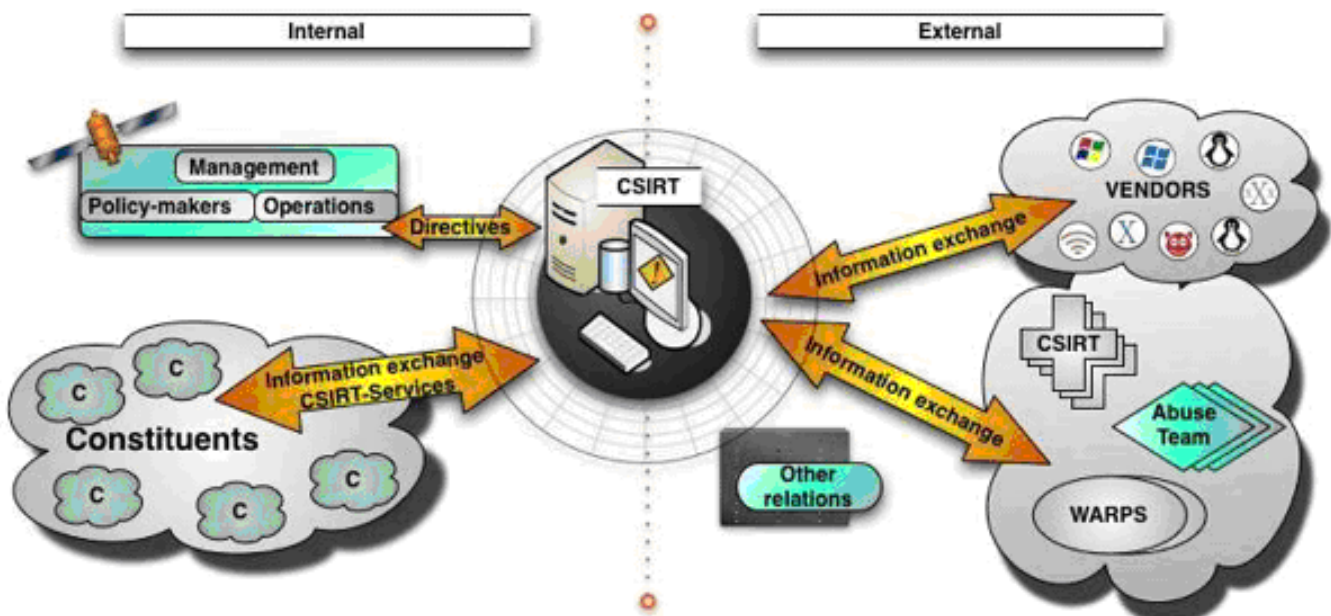 Internal
External
Management
Policy-makers
Operations
Directives
CSIRT
Information exchange
VENDORS
X
X
Information exchange
CSIRT-Services
C
C
C
C
C
Constituents
Information exchange
CSIRT
Abuse
Team
WARPS
Other
relations